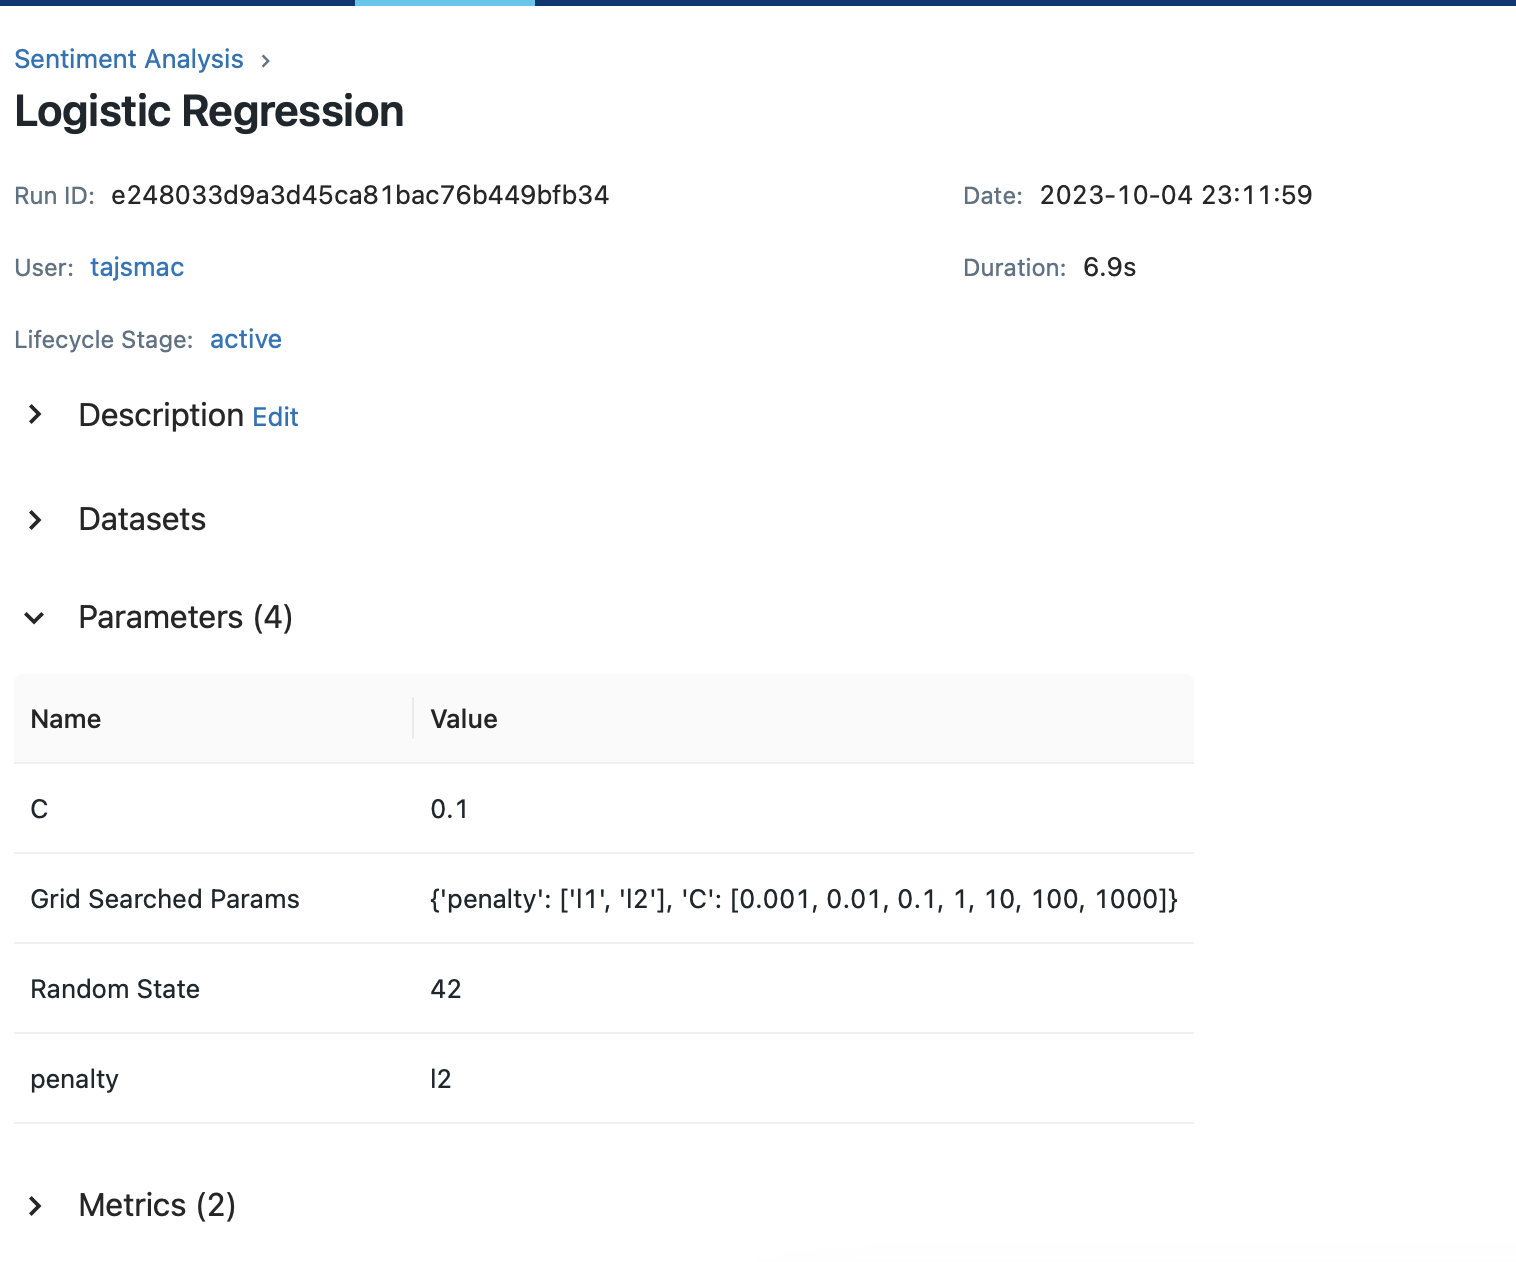 Sentiment Analysis >
Logistic Regression
Run ID: e248033d9a3d45ca81bac76b449bfb34 Date: 2023-10-04 23:11:59
User: tajsmac Duration: 6.9s
Lifecycle Stage: active
Description Edit
Datasets
Parameters (4)
Name Value
C 0.1
Grid Searched Params {'penalty': ['l1', 'l2'], 'C': [0.001, 0.01, 0.1, 1, 10, 100, 1000]}
Random State 42
penalty l2
Metrics (2)